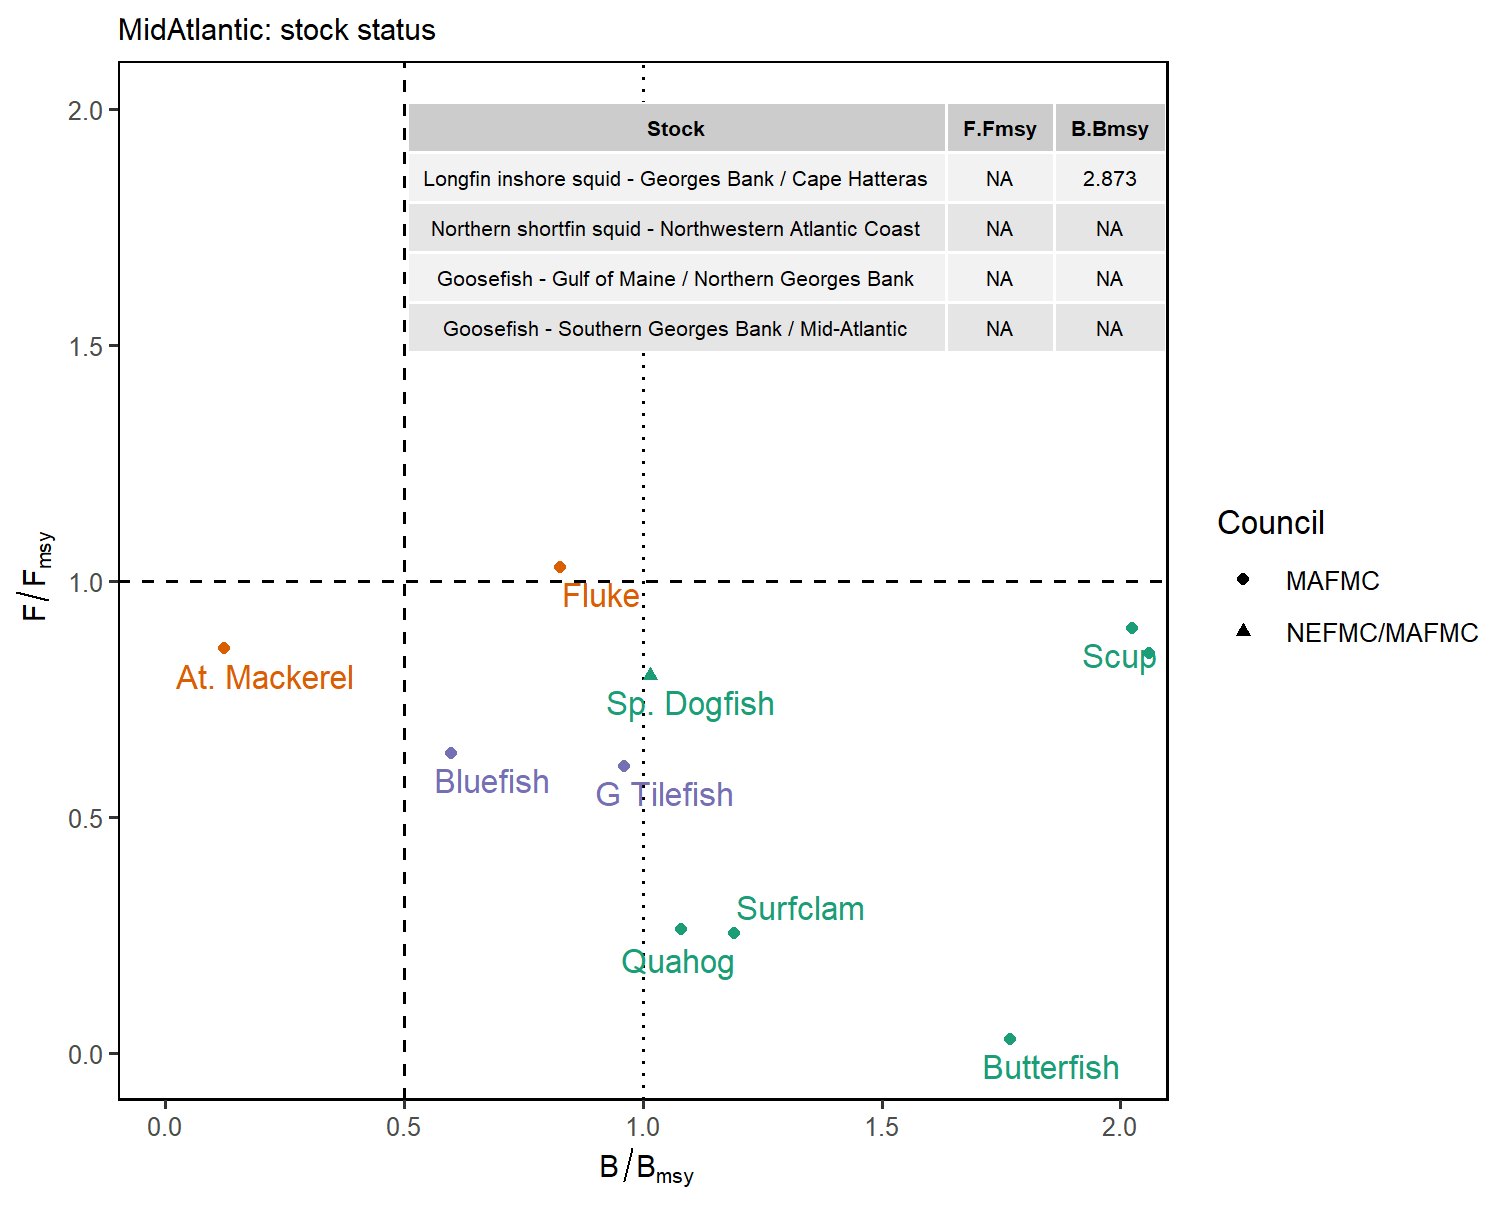 MidAtlantic: stock status
2.0
1.5
1.0
0.5
0.0
F/Fmsy
Stock F.Fmsy B.Bmsy
Longfin inshore squid - Georges Bank / Cape Hatteras NA 2.873
Northern shortfin squid - Northwestern Atlantic Coast NA NA
Goosefish - Gulf of Maine / Northern Georges Bank NA NA
Goosefish - Southern Georges Bank / Mid-Atlantic NA NA
Fluke
At. Mackerel
Scup
Sp. Dogfish
Bluefish
G Tilefish
Surfclam
Quahog
Butterfish
0.0 0.5 1.0 1.5 2.0
B/Bmsy
Council
MAFMC
NEFMC/MAFMC